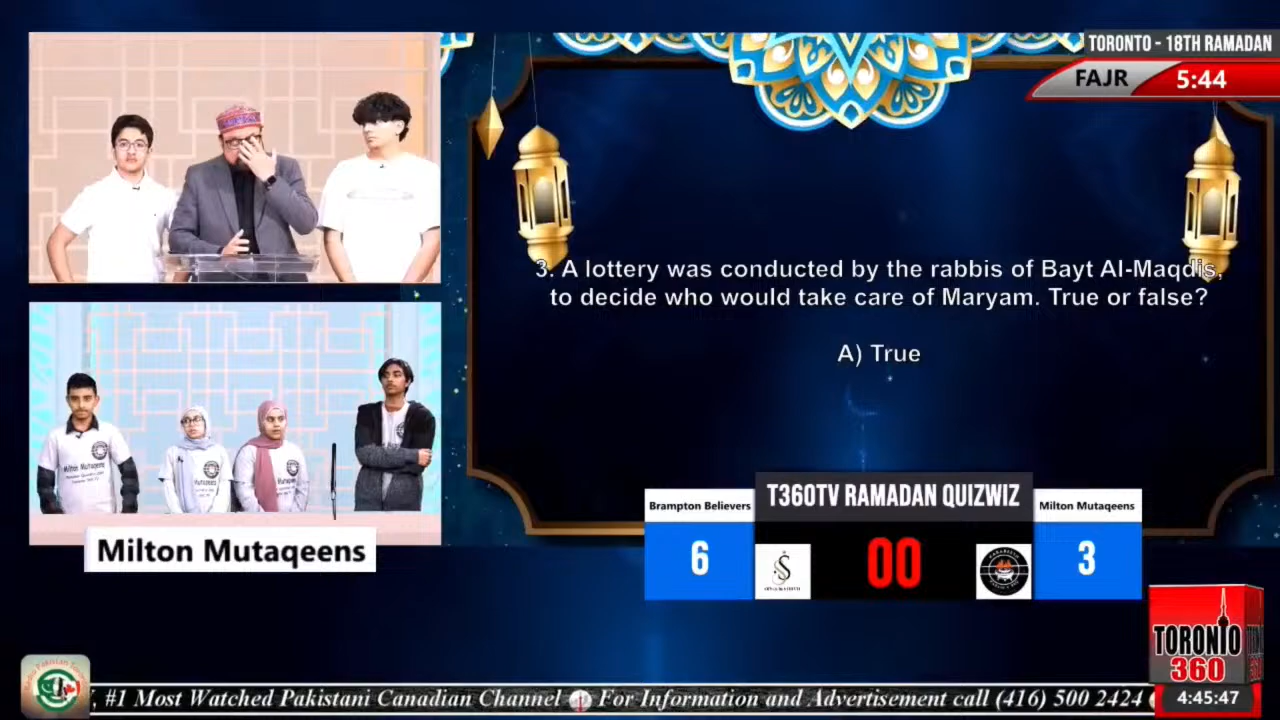 TORONTO - 18TH RAMADAN
FAJR 5:44
3. A lottery was conducted by the rabbis of Bayt Al-Maqdis,
to decide who would take care of Maryam. True or false?
A) True
Milton Mutaqeens
Milton Mutaqeens
Brampton Believers
T360TV RAMADAN QUIZWIZ
Milton Mutaqeens
6
00
3
TORONTO
360
4:45:47
, #1 Most Watched Pakistani Canadian Channel
For Information and Advertisement call (416) 500 2424